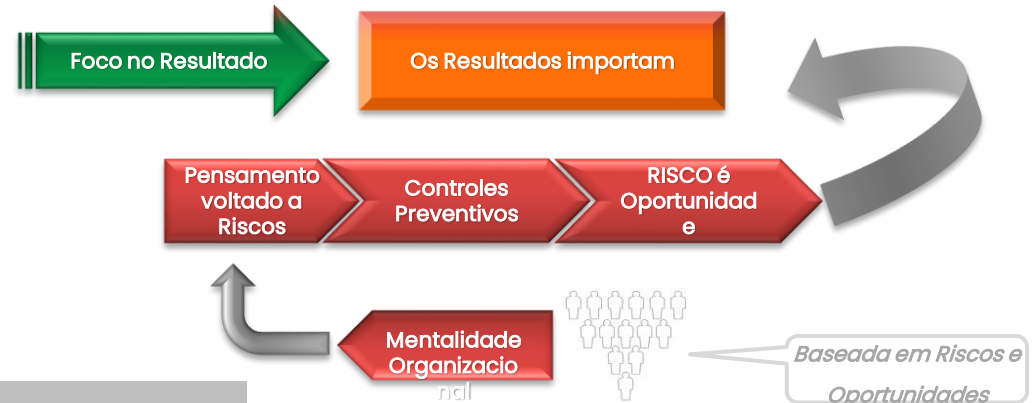 Foco no Resultado
Os Resultados importam
Pensamento
voltado a
Riscos
Controles
Preventivos
RISCO é
Oportunidad
e
Mentalidade
Organizacio
nal
Baseada em Riscos e
Oportunidades